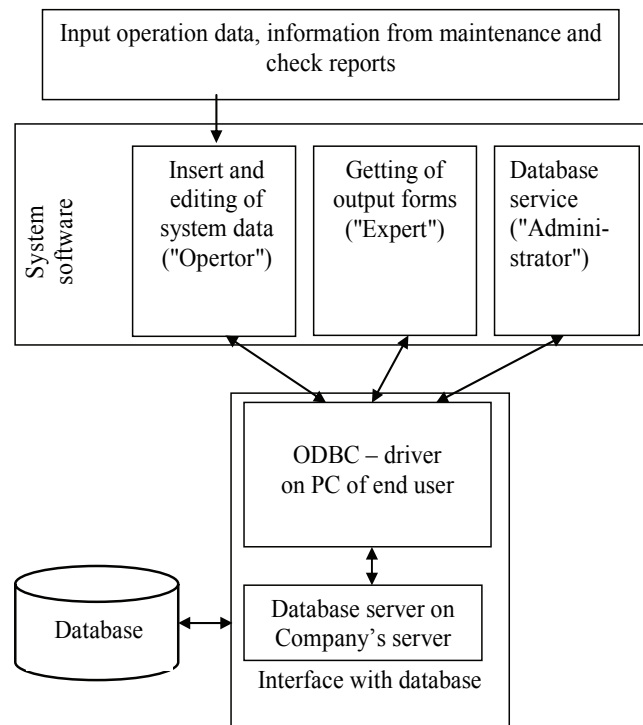 Input operation data, information from maintenance and
check reports
System
software
Insert and
editing of
system data
("Opertor")
Getting of
output forms
("Expert")
Database
service
("Admini-
strator")
ODBC – driver
on PC of end user
Database
Database server on
Company’s server
Interface with database